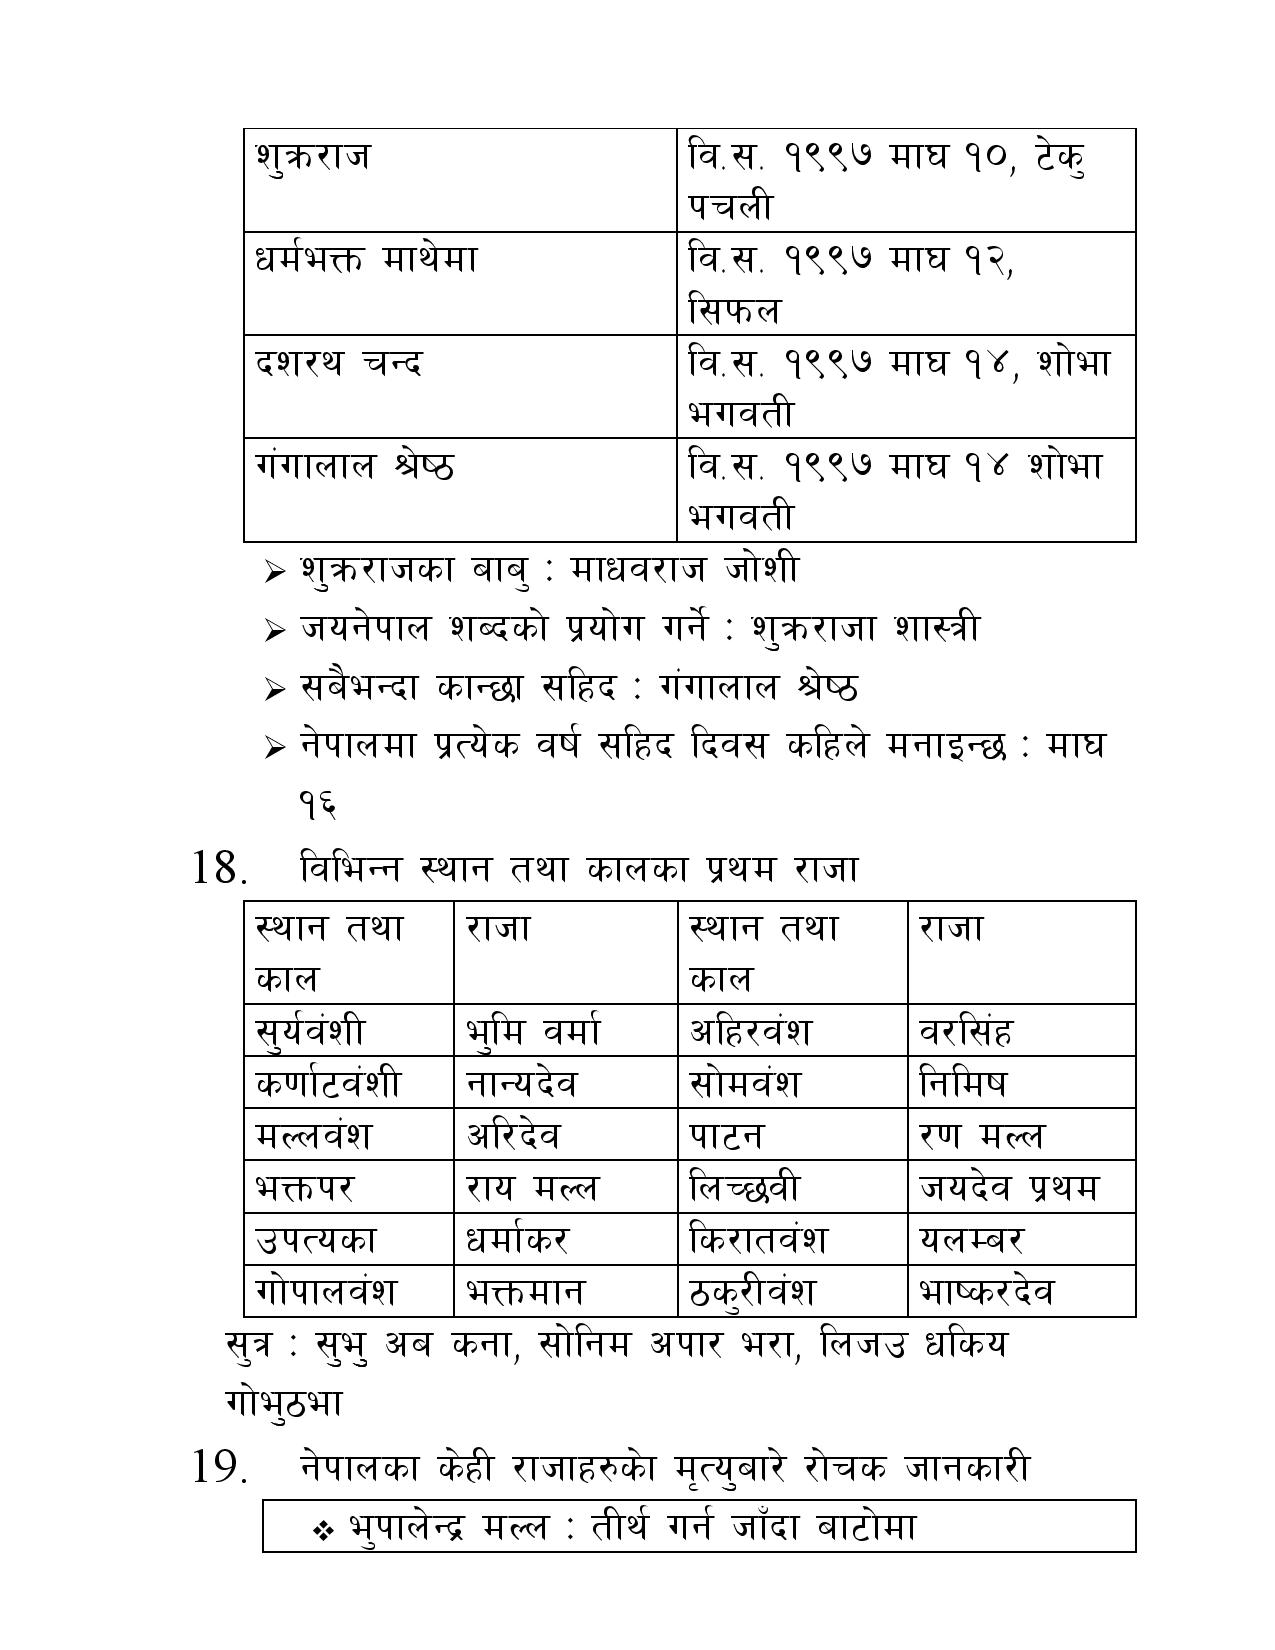 शुक्रराज वि.स. १९९७ माघ १०, टेकु
पचली
धर्मभक्त माथेमा वि.स. १९९७ माघ १२,
सिफल
दशरथ चन्द वि.स. १९९७ माघ १४, शोभा
भगवती
गंगालाल श्रेष्ठ वि.स. १९९७ माघ १४ शोभा
भगवती
➢ शुक्रराजका बाबु : माधवराज जोशी
➢ जयनेपाल शब्दको प्रयोग गर्ने : शुक्रराजा शास्त्री
➢ सबैभन्दा कान्छा सहिद : गंगालाल श्रेष्ठ
➢ नेपालमा प्रत्येक वर्ष सहिद दिवस कहिले मनाइन्छ : माघ
१६
18. विभिन्न स्थान तथा कालका प्रथम राजा
स्थान तथा राजा स्थान तथा राजा
काल काल
सुर्यवंशी भुमि वर्मा अहिरवंश वरसिंह
कर्णाटवंशी नान्यदेव सोमवंश निमिष
मल्लवंश अरिदेव पाटन रण मल्ल
भक्तपर राय मल्ल लिच्छवी जयदेव प्रथम
उपत्यका धर्माकर किरातवंश यलम्बर
गोपालवंश भक्तमान ठकुरीवंश भाष्करदेव
सुत्र : सुभु अब कना, सोनिम अपार भरा, लिजउ धकिय
गोभुठभा
19. नेपालका केही राजाहरुको मृत्युबारे रोचक जानकारी
❖ भुपालेन्द्र मल्ल : तीर्थ गर्न जाँदा बाटोमा